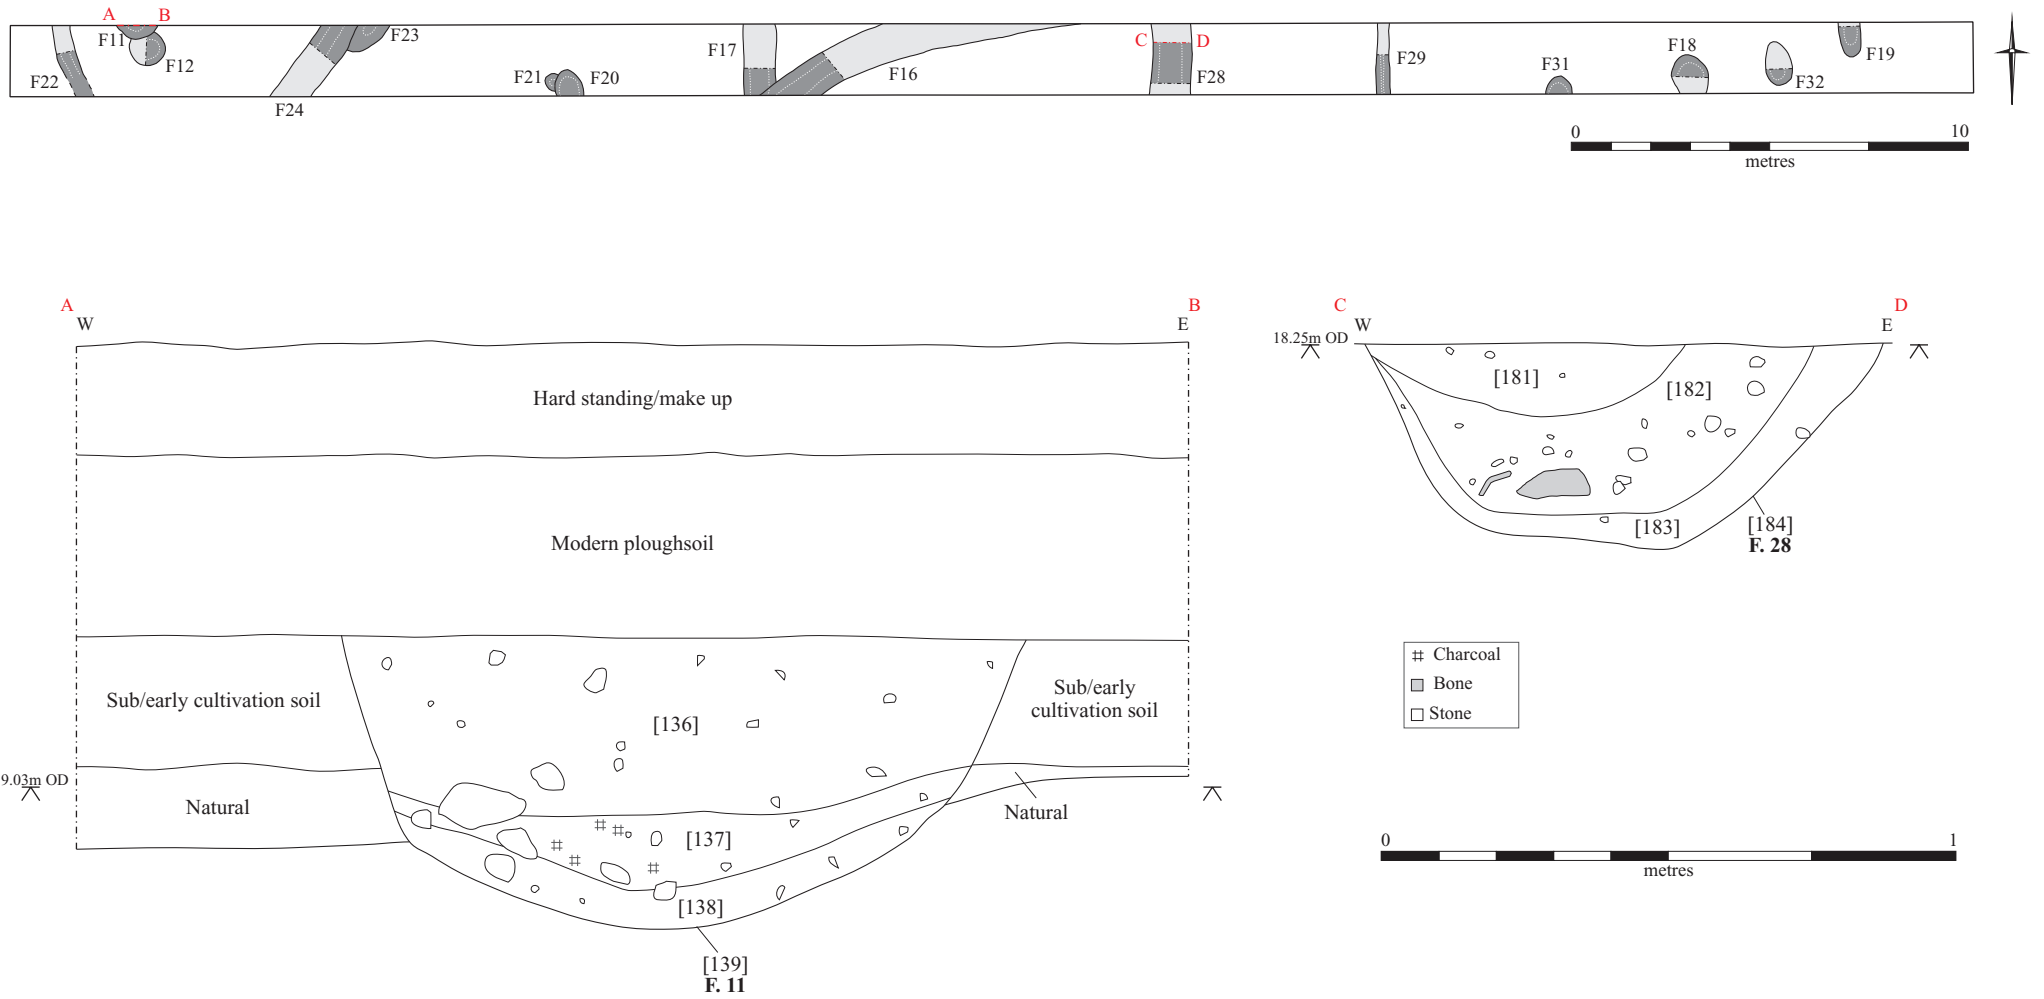 A B
F11
F12
F22
F23
F24
F21 F20
F17
F16
C D
F28
F29
F31
F18
F32
F19
0 10
metres
A B
W E
Hard standing/make up
Modern ploughsoil
Sub/early cultivation soil
Sub/early
cultivation soil
[136]
9.03m OD
Natural
Natural
[137]
[138]
[139]
F. 11
C D
W E
18.25m OD
[181]
[182]
[183]
[184]
F. 28
Charcoal
Bone
Stone
0 1
metres